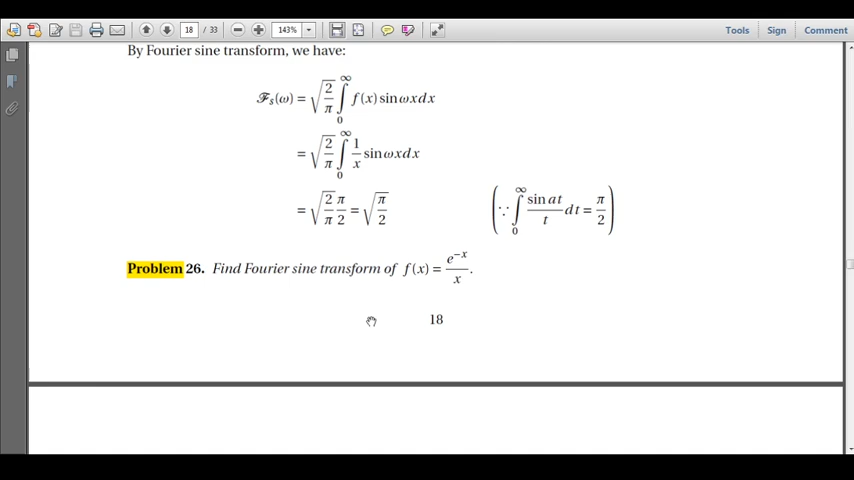 18 / 33 143% Tools Sign Comment
By Fourier sine transform, we have:
ℱs(ω) = √(2/π) ∫₀^∞ f(x) sin ωx dx
= √(2/π) ∫₀^∞ 1/x sin ωx dx
= √(2/π) π/2 = √(π/2) (∵ ∫₀^∞ sin at/t dt = π/2)
Problem 26. Find Fourier sine transform of f(x) = e^{-x}/x.
18